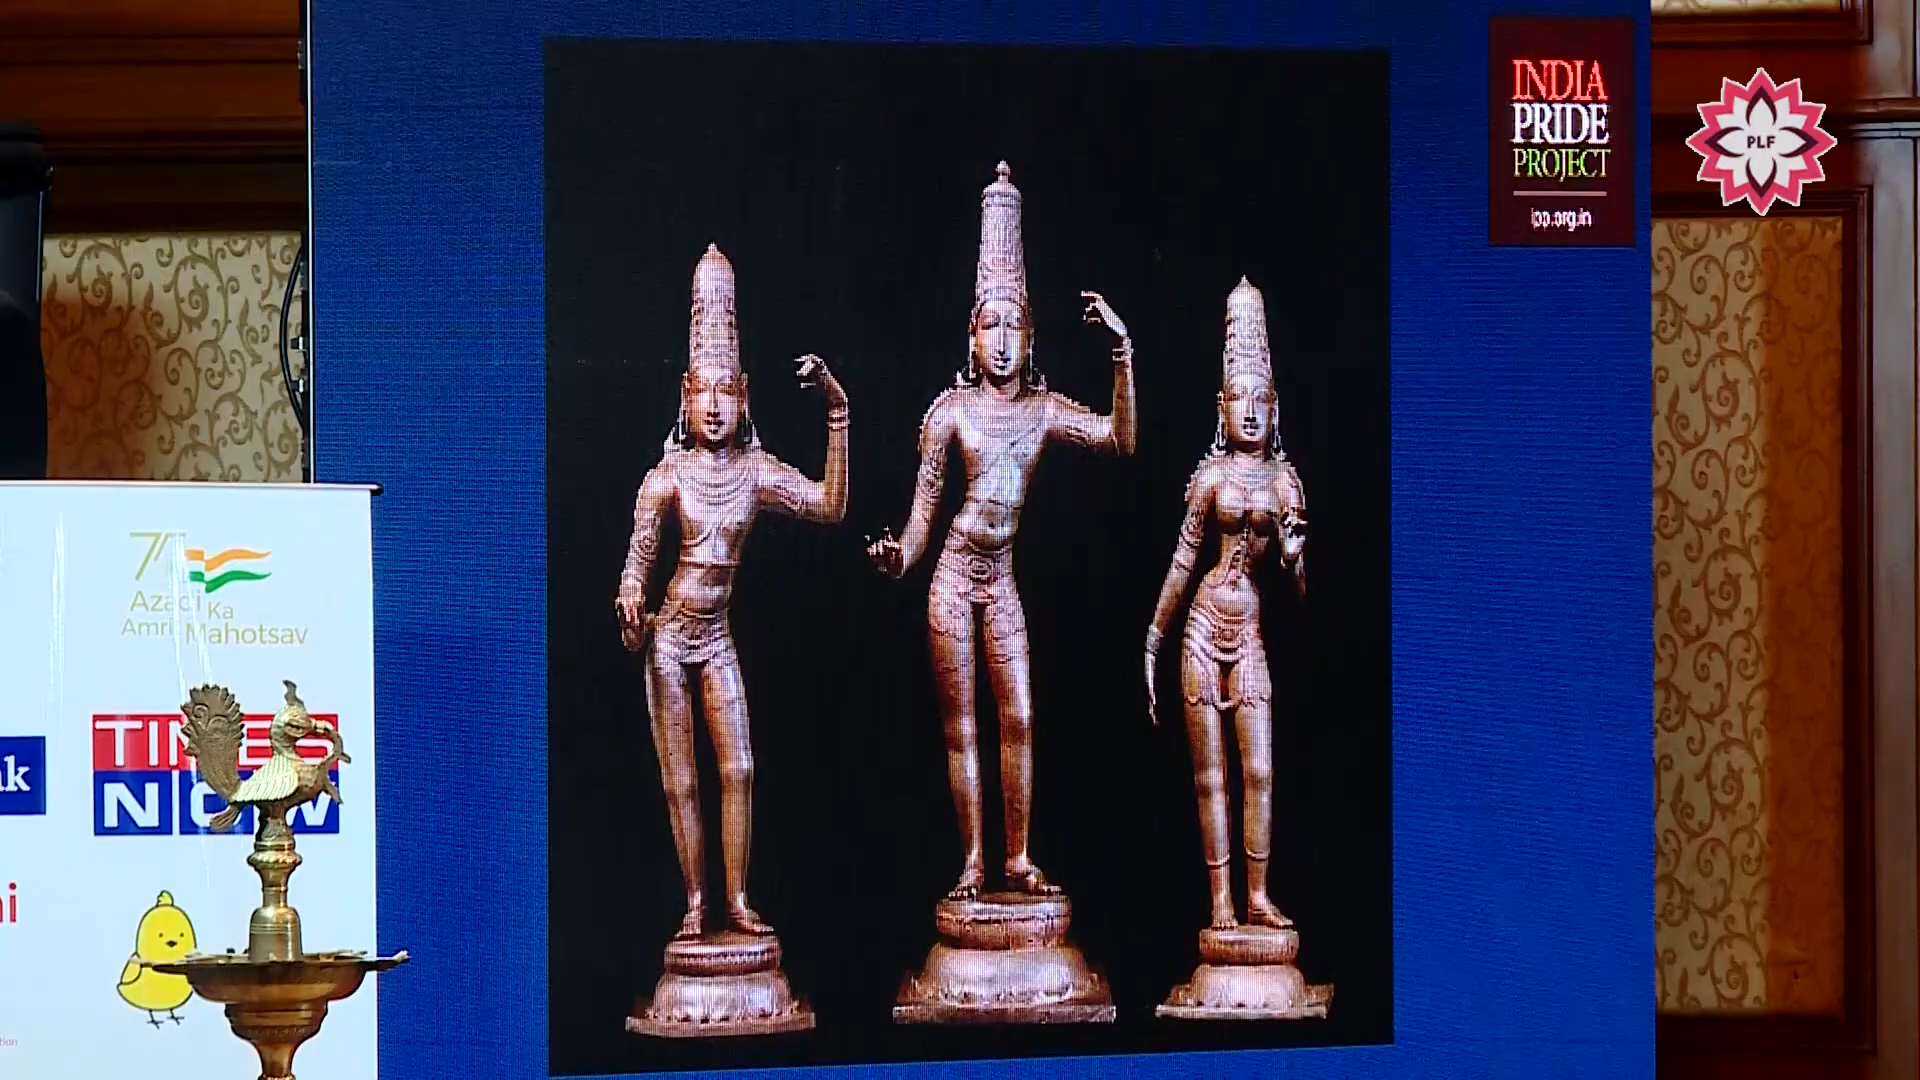 INDIA
PRIDE
PROJECT
ipp.org.in
PLF
Azadi Ka
Amrit Mahotsav
TIMES
NOW